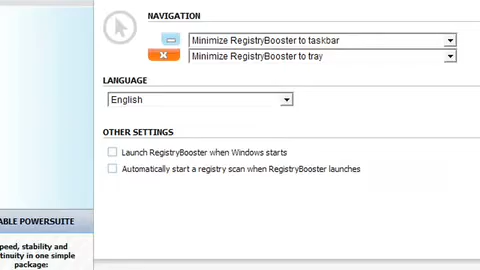 NAVIGATION
Minimize RegistryBooster to taskbar
Minimize RegistryBooster to tray
LANGUAGE
English
OTHER SETTINGS
Launch RegistryBooster when Windows starts
Automatically start a registry scan when RegistryBooster launches
ABLE POWERSUITE
peed, stability and
tinuity in one simple
package: